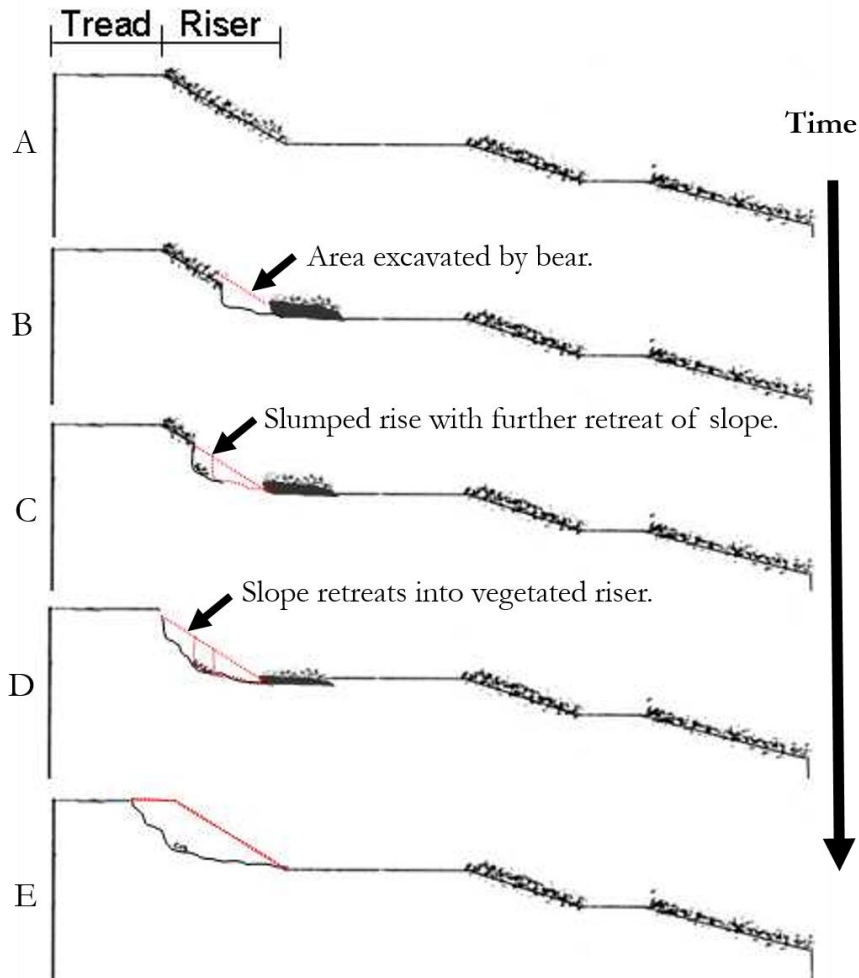 Tread Riser
Time
A
Area excavated by bear.
B
Slumped rise with further retreat of slope.
C
Slope retreats into vegetated riser.
D
E